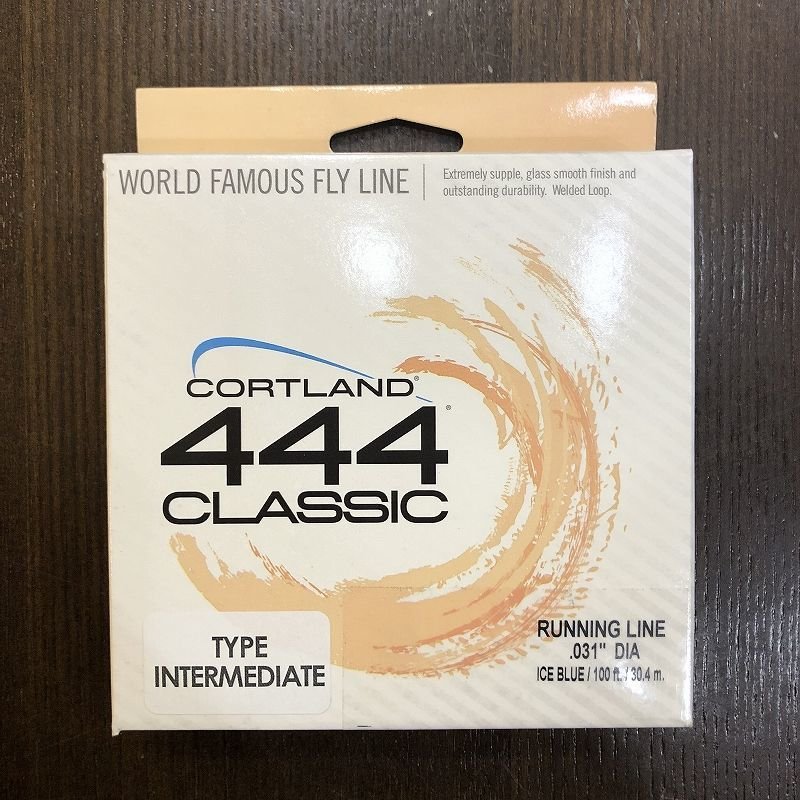 WORLD FAMOUS FLY LINE
Extremely supple, glass smooth finish and
outstanding durability. Welded Loop.
CORTLAND®
444®
CLASSIC
TYPE
INTERMEDIATE
RUNNING LINE
.031" DIA
ICE BLUE / 100 ft. / 30.4 m.